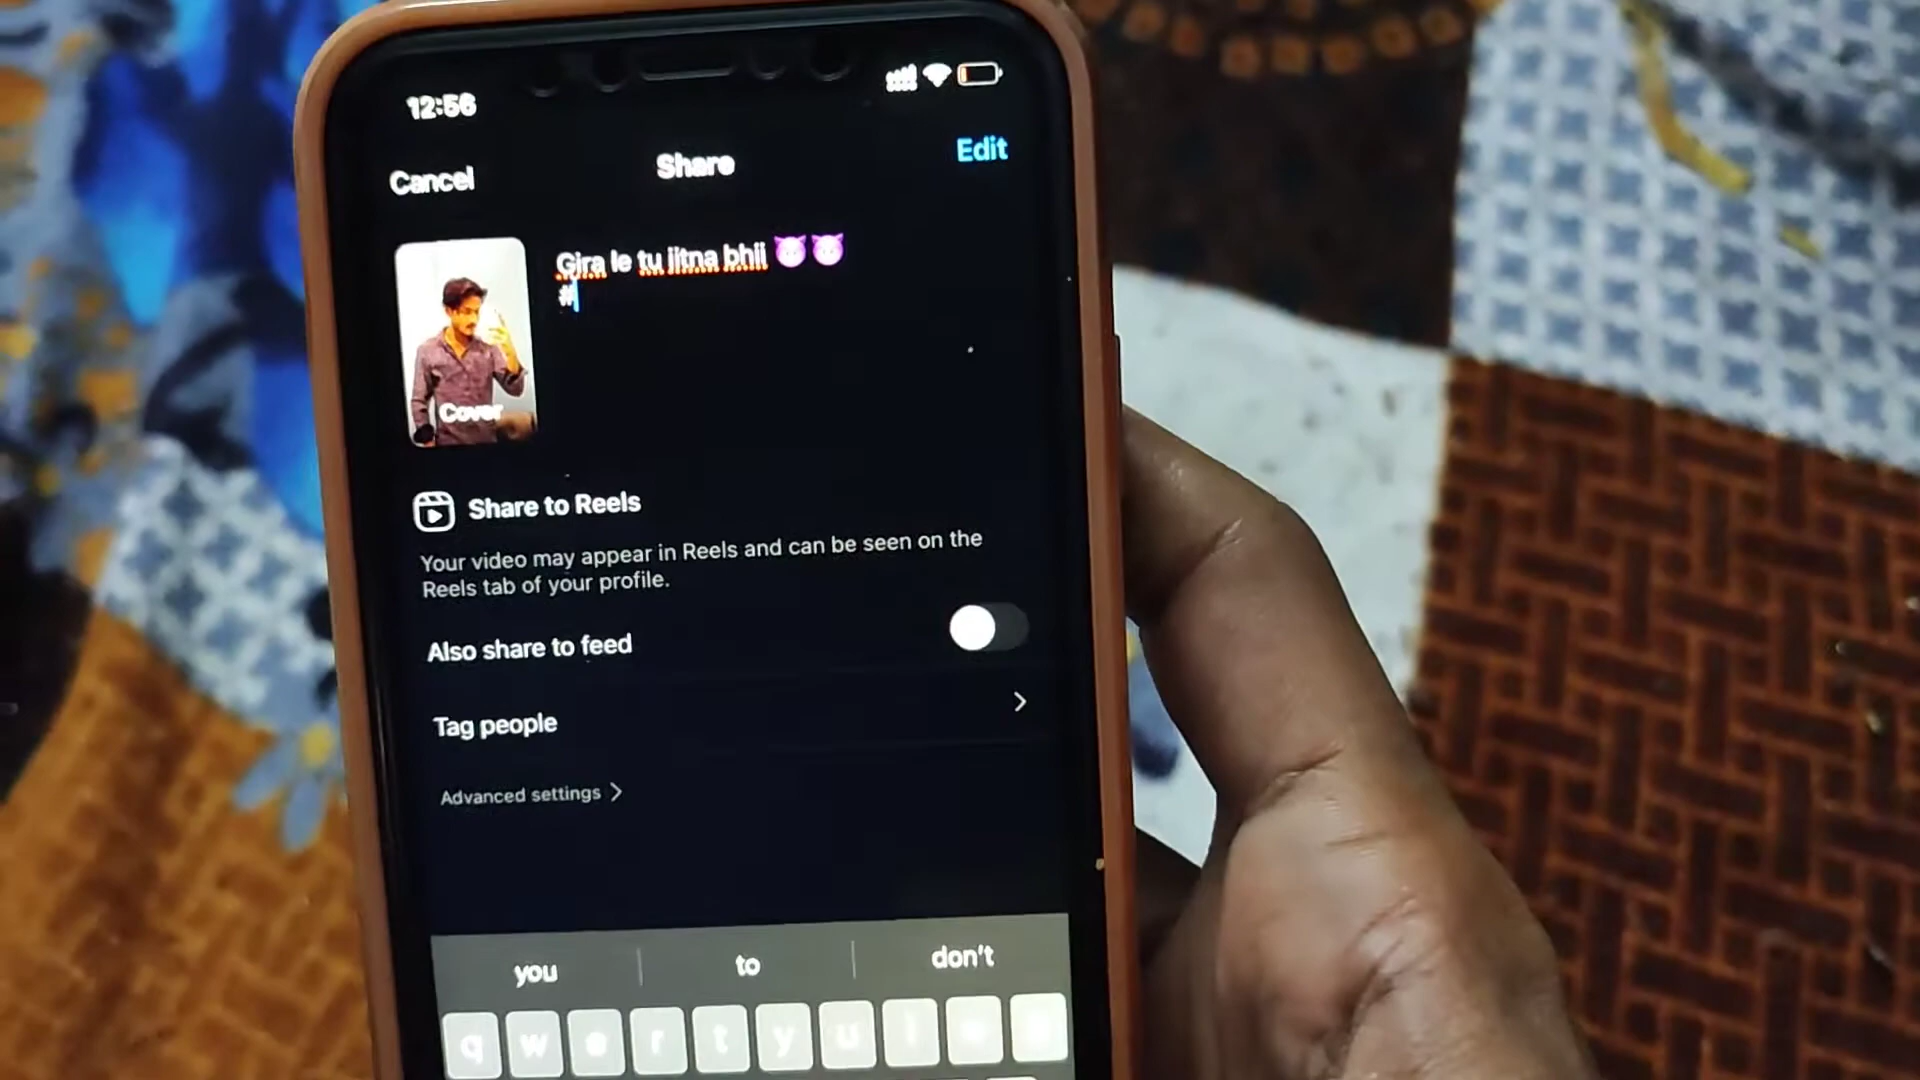 12:56
Cancel
Share
Edit
Gira le tu jitna bhii 😈😈
#
Cover
Share to Reels
Your video may appear in Reels and can be seen on the
Reels tab of your profile.
Also share to feed
Tag people
Advanced settings
you to don't
q w e r t y u i